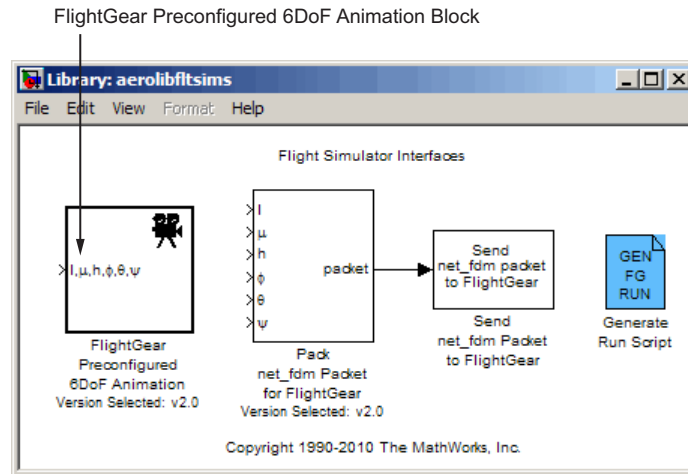 FlightGear Preconfigured 6DoF Animation Block
Library: aerolibfltsims
File Edit View Format Help
Flight Simulator Interfaces
l,μ,h,ϕ,θ,ψ
FlightGear
Preconfigured
6DoF Animation
Version Selected: v2.0
l
μ
h
ϕ
θ
ψ
packet
Pack
net_fdm Packet
for FlightGear
Version Selected: v2.0
Send
net_fdm packet
to FlightGear
Send
net_fdm Packet
to FlightGear
GEN
FG
RUN
Generate
Run Script
Copyright 1990-2010 The MathWorks, Inc.